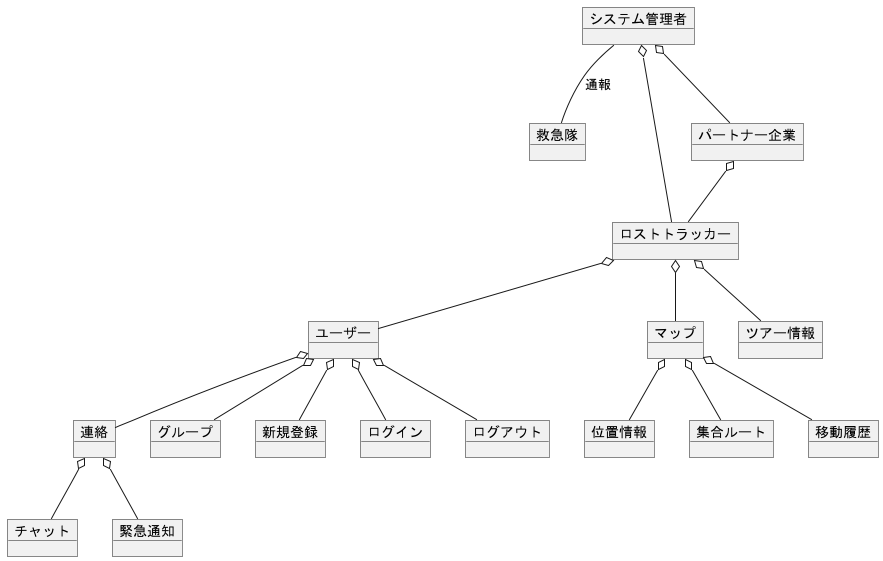 システム管理者
通報
救急隊
パートナー企業
ロストトラッカー
ユーザー
マップ
ツアー情報
連絡
グループ
新規登録
ログイン
ログアウト
位置情報
集合ルート
移動履歴
チャット
緊急通知